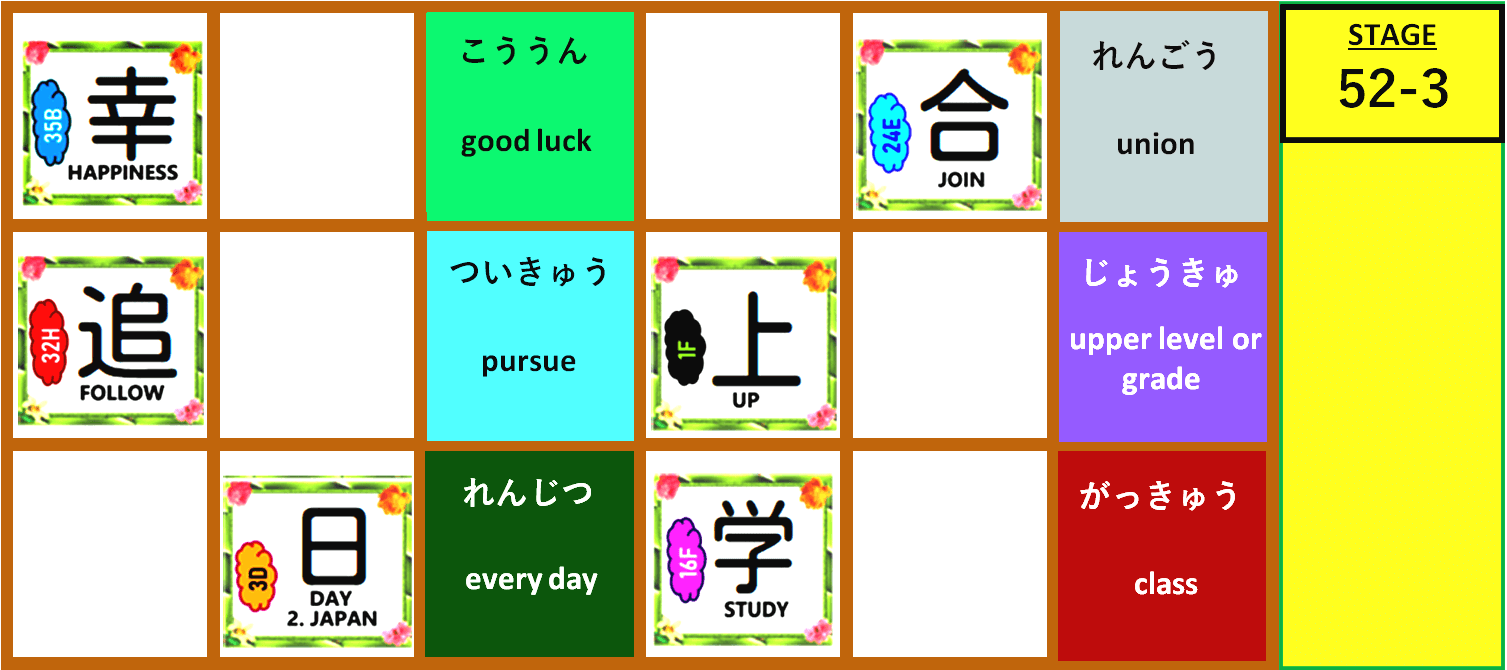 35B
幸
HAPPINESS
こううん
good luck
24E
合
JOIN
れんごう
union
STAGE
52-3
32H
追
FOLLOW
ついきゅう
pursue
1F
上
UP
じょうきゅ
upper level or
grade
3D
日
DAY
2. JAPAN
れんじつ
every day
16F
学
STUDY
がっきゅう
class